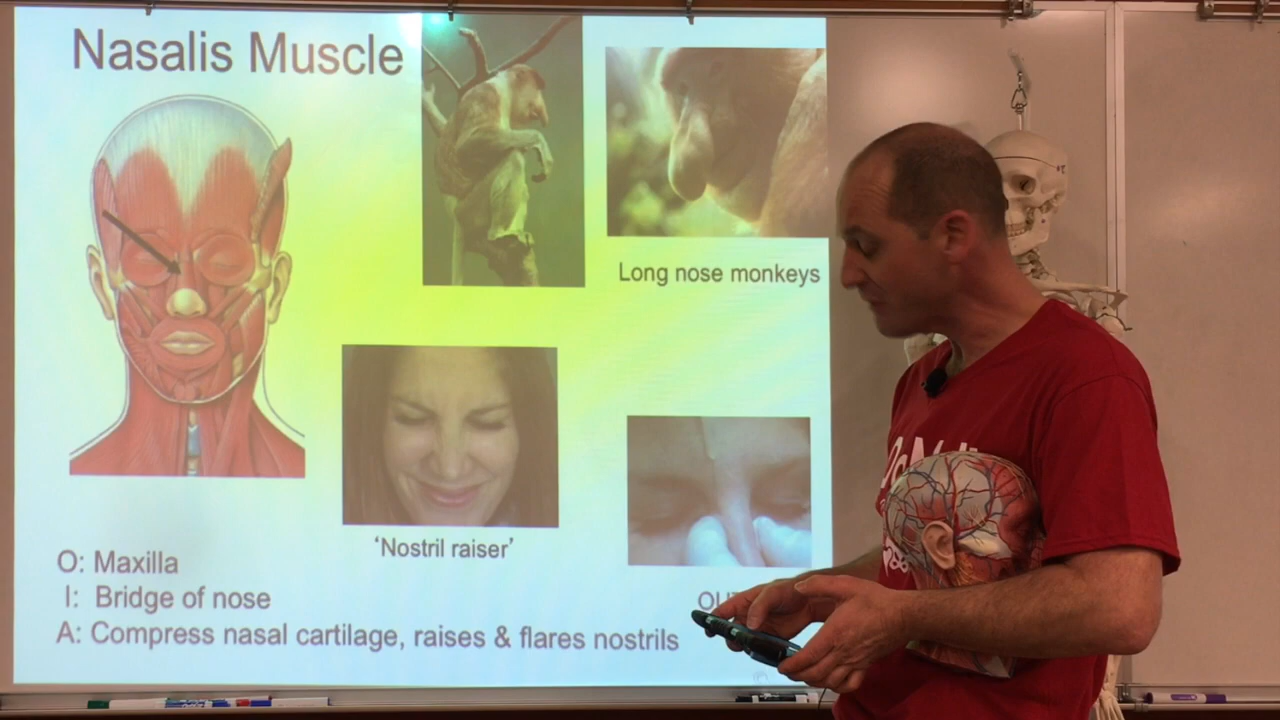 Nasalis Muscle
Long nose monkeys
'Nostril raiser'
O: Maxilla
I: Bridge of nose
A: Compress nasal cartilage, raises & flares nostrils